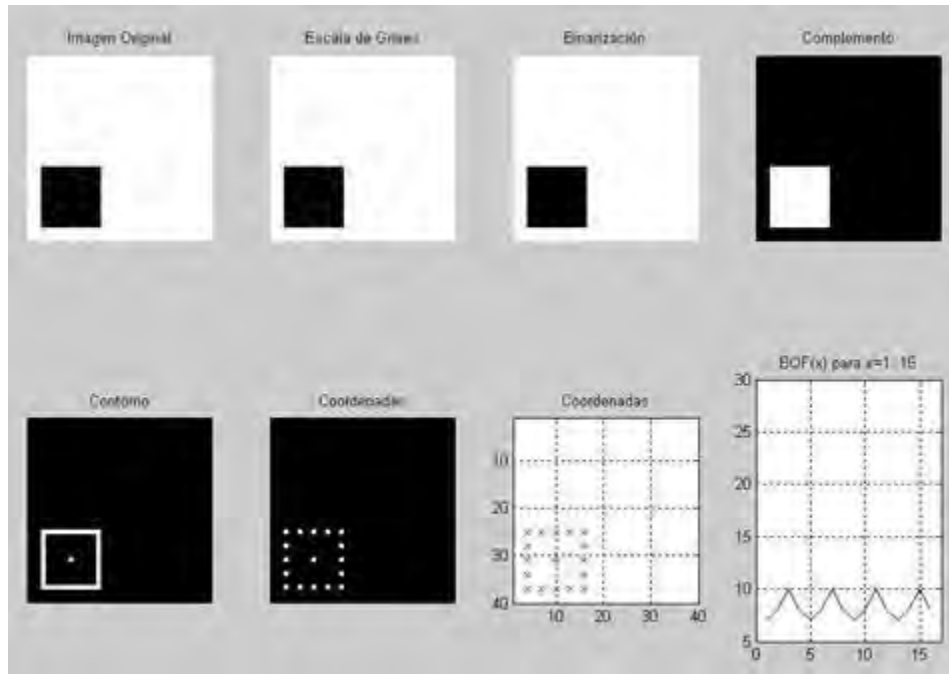 Imagen Original
Escala de Grises
Binarización
Complemento
Contorno
Coordenadas
Coordenadas
10
20
30
40
10
20
30
40
BOF(x) para x=1:16
30
25
20
15
10
5
0
5
10
15